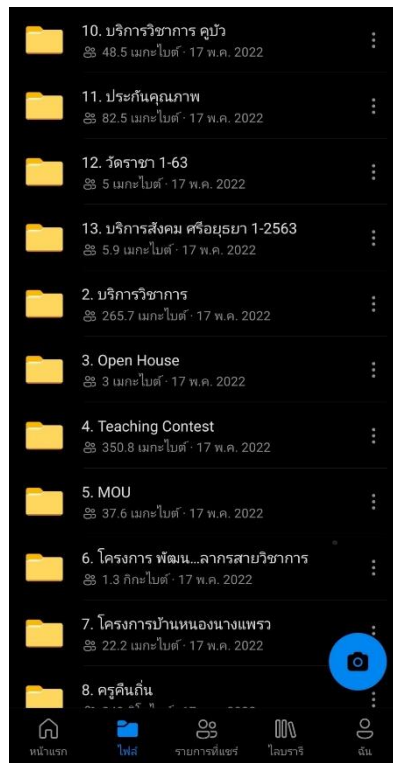 10. บริการวิชาการ คูบัว
48.5 เมกะไบต์ · 17 พ.ค. 2022
11. ประกันคุณภาพ
82.5 เมกะไบต์ · 17 พ.ค. 2022
12. วัดราชา 1-63
5 เมกะไบต์ · 17 พ.ค. 2022
13. บริการสังคม ศรีอยุธยา 1-2563
5.9 เมกะไบต์ · 17 พ.ค. 2022
2. บริการวิชาการ
265.7 เมกะไบต์ · 17 พ.ค. 2022
3. Open House
3 เมกะไบต์ · 17 พ.ค. 2022
4. Teaching Contest
350.8 เมกะไบต์ · 17 พ.ค. 2022
5. MOU
37.6 เมกะไบต์ · 17 พ.ค. 2022
6. โครงการ พัฒน...ลากรสายวิชาการ
1.3 กิกะไบต์ · 17 พ.ค. 2022
7. โครงการบ้านหนองนางแพรว
22.2 เมกะไบต์ · 17 พ.ค. 2022
8. ครูคืนถิ่น
หน้าแรก ไฟล์ รายการที่แชร์ ไลบรารี ฉัน